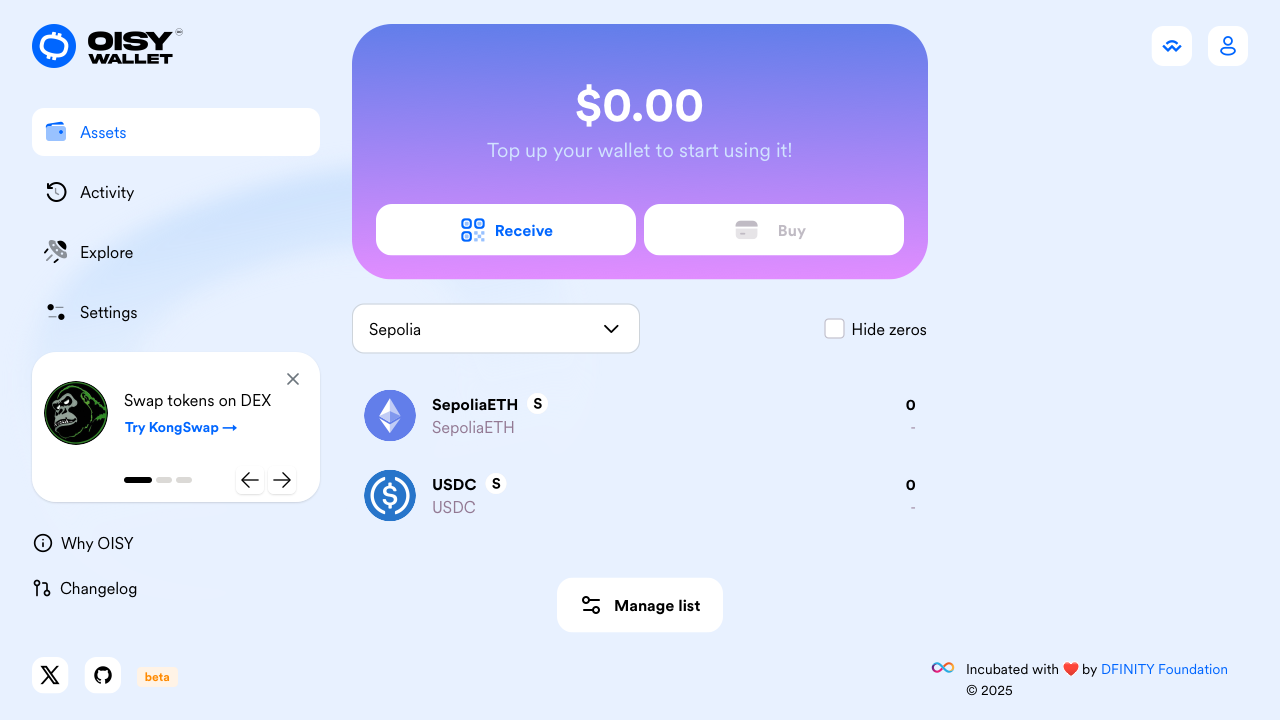 OISY
WALLET
Assets
Activity
Explore
Settings
Swap tokens on DEX
Try KongSwap →
Why OISY
Changelog
beta
$0.00
Top up your wallet to start using it!
Receive
Buy
Sepolia
Hide zeros
SepoliaETH S
SepoliaETH
0
-
USDC S
USDC
0
-
Manage list
Incubated with ❤️ by DFINITY Foundation
© 2025